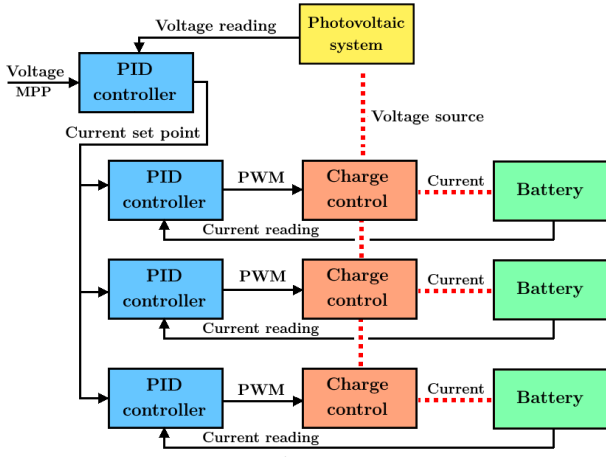 Voltage reading
Photovoltaic
system
Voltage
MPP
PID
controller
Voltage source
Current set point
PID
controller
PWM
Charge
control
Current
Battery
Current reading
PID
controller
PWM
Charge
control
Current
Battery
Current reading
PID
controller
PWM
Charge
control
Current
Battery
Current reading